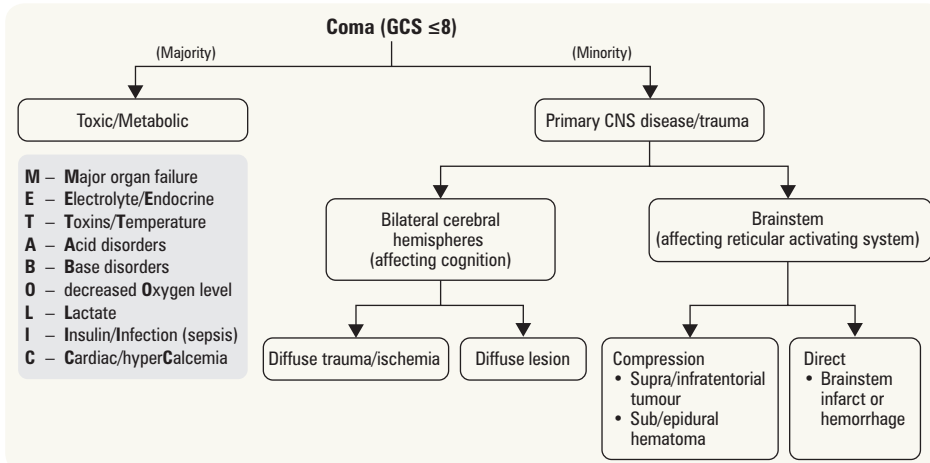 Coma (GCS ≤8)
(Majority)
(Minority)
Toxic/Metabolic
Primary CNS disease/trauma
M – Major organ failure
E – Electrolyte/Endocrine
T – Toxins/Temperature
A – Acid disorders
B – Base disorders
O – decreased Oxygen level
L – Lactate
I – Insulin/Infection (sepsis)
C – Cardiac/hyperCalcemia
Bilateral cerebral
hemispheres
(affecting cognition)
Brainstem
(affecting reticular activating system)
Diffuse trauma/ischemia
Diffuse lesion
Compression
• Supra/infratentorial
tumour
• Sub/epidural
hematoma
Direct
• Brainstem
infarct or
hemorrhage